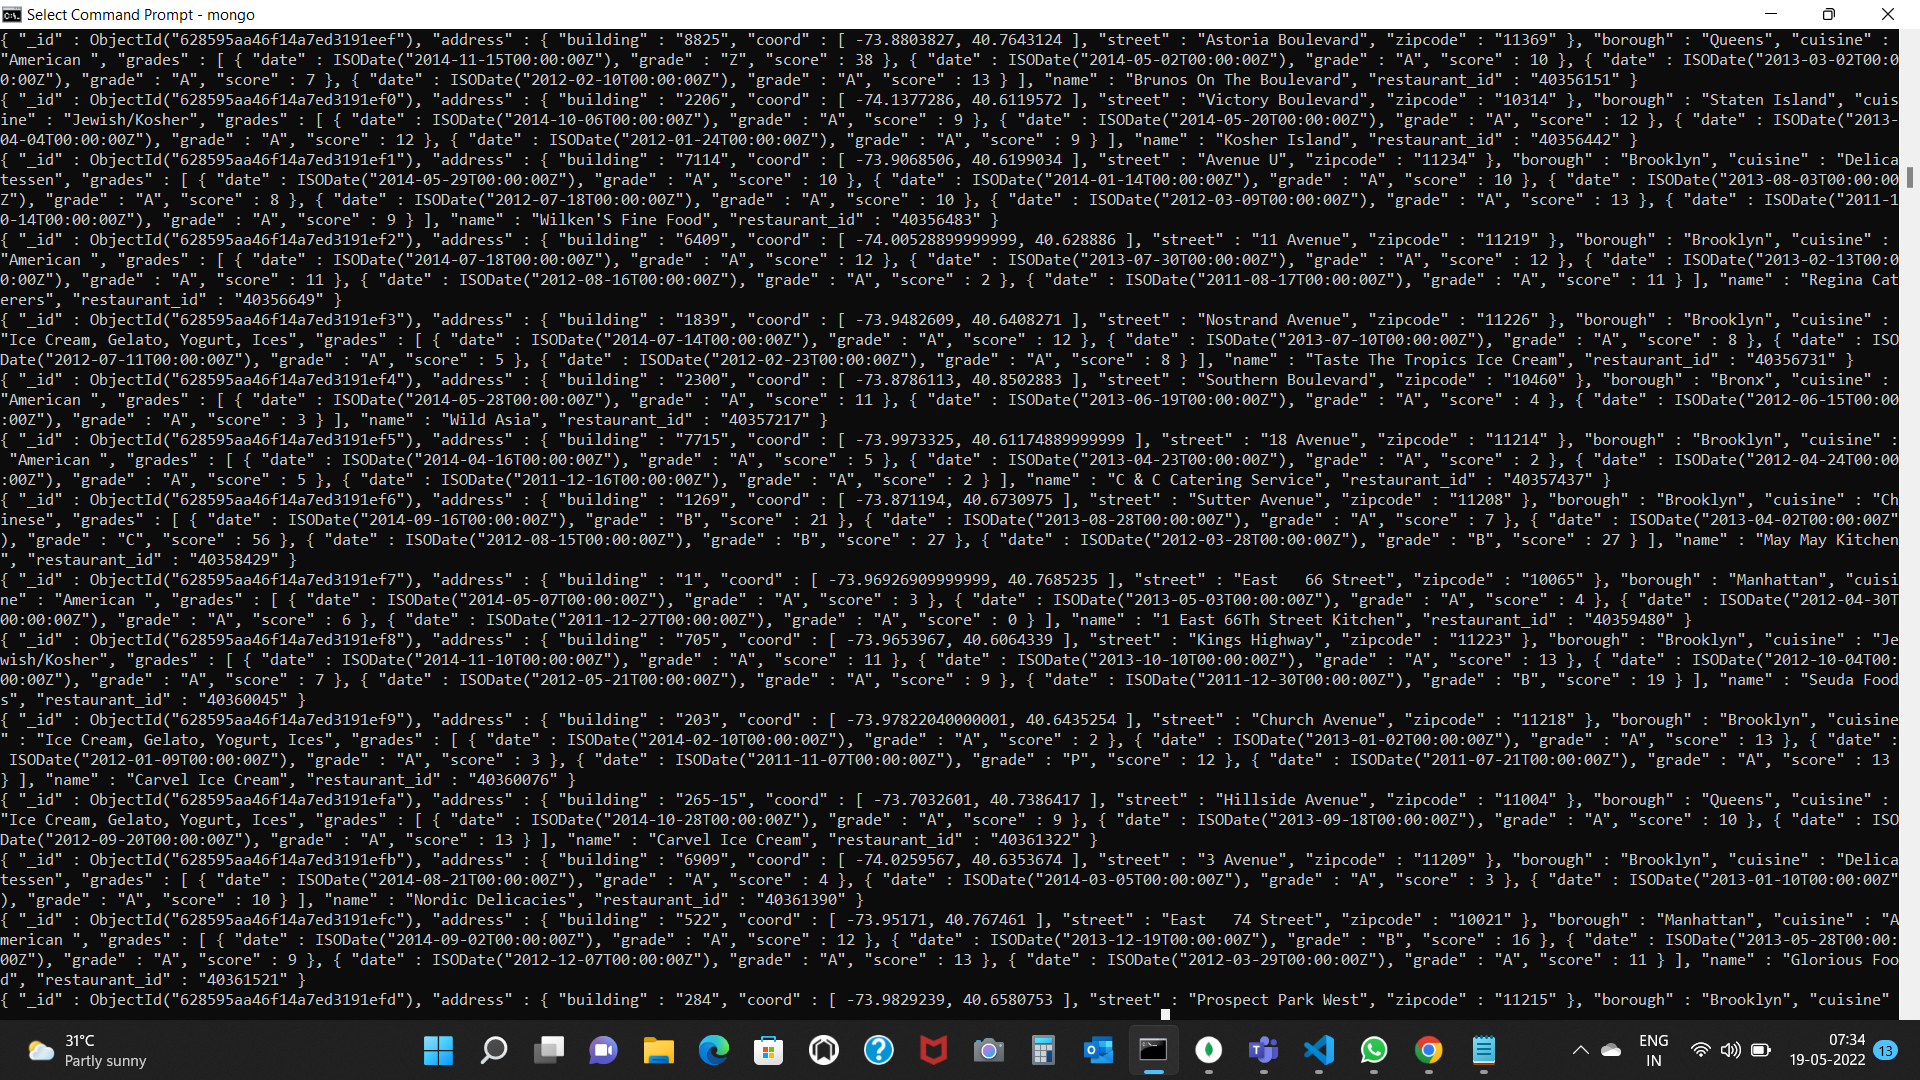 Select Command Prompt - mongo
{ "_id" : ObjectId("628595aa46f14a7ed3191eef"), "address" : { "building" : "8825", "coord" : [ -73.8803827, 40.7643124 ], "street" : "Astoria Boulevard", "zipcode" : "11369" }, "borough" : "Queens", "cuisine" :
"American ", "grades" : [ { "date" : ISODate("2014-11-15T00:00:00Z"), "grade" : "Z", "score" : 38 }, { "date" : ISODate("2014-05-02T00:00:00Z"), "grade" : "A", "score" : 10 }, { "date" : ISODate("2013-03-02T00:0
0:00Z"), "grade" : "A", "score" : 7 }, { "date" : ISODate("2012-02-10T00:00:00Z"), "grade" : "A", "score" : 13 } ], "name" : "Brunos On The Boulevard", "restaurant_id" : "40356151" }
{ "_id" : ObjectId("628595aa46f14a7ed3191ef0"), "address" : { "building" : "2206", "coord" : [ -74.1377286, 40.6119572 ], "street" : "Victory Boulevard", "zipcode" : "10314" }, "borough" : "Staten Island", "cuis
ine" : "Jewish/Kosher", "grades" : [ { "date" : ISODate("2014-10-06T00:00:00Z"), "grade" : "A", "score" : 9 }, { "date" : ISODate("2014-05-20T00:00:00Z"), "grade" : "A", "score" : 12 }, { "date" : ISODate("2013-
04-04T00:00:00Z"), "grade" : "A", "score" : 12 }, { "date" : ISODate("2012-01-24T00:00:00Z"), "grade" : "A", "score" : 9 } ], "name" : "Kosher Island", "restaurant_id" : "40356442" }
{ "_id" : ObjectId("628595aa46f14a7ed3191ef1"), "address" : { "building" : "7114", "coord" : [ -73.9068506, 40.6199034 ], "street" : "Avenue U", "zipcode" : "11234" }, "borough" : "Brooklyn", "cuisine" : "Delica
tessen", "grades" : [ { "date" : ISODate("2014-05-29T00:00:00Z"), "grade" : "A", "score" : 10 }, { "date" : ISODate("2014-01-14T00:00:00Z"), "grade" : "A", "score" : 10 }, { "date" : ISODate("2013-08-03T00:00:00
Z"), "grade" : "A", "score" : 8 }, { "date" : ISODate("2012-07-18T00:00:00Z"), "grade" : "A", "score" : 10 }, { "date" : ISODate("2012-03-09T00:00:00Z"), "grade" : "A", "score" : 13 }, { "date" : ISODate("2011-1
0-14T00:00:00Z"), "grade" : "A", "score" : 9 } ], "name" : "Wilken'S Fine Food", "restaurant_id" : "40356483" }
{ "_id" : ObjectId("628595aa46f14a7ed3191ef2"), "address" : { "building" : "6409", "coord" : [ -74.00528899999999, 40.628886 ], "street" : "11 Avenue", "zipcode" : "11219" }, "borough" : "Brooklyn", "cuisine" :
"American ", "grades" : [ { "date" : ISODate("2014-07-18T00:00:00Z"), "grade" : "A", "score" : 12 }, { "date" : ISODate("2013-07-30T00:00:00Z"), "grade" : "A", "score" : 12 }, { "date" : ISODate("2013-02-13T00:0
0:00Z"), "grade" : "A", "score" : 11 }, { "date" : ISODate("2012-08-16T00:00:00Z"), "grade" : "A", "score" : 2 }, { "date" : ISODate("2011-08-17T00:00:00Z"), "grade" : "A", "score" : 11 } ], "name" : "Regina Cat
erers", "restaurant_id" : "40356649" }
{ "_id" : ObjectId("628595aa46f14a7ed3191ef3"), "address" : { "building" : "1839", "coord" : [ -73.9482609, 40.6408271 ], "street" : "Nostrand Avenue", "zipcode" : "11226" }, "borough" : "Brooklyn", "cuisine" :
"Ice Cream, Gelato, Yogurt, Ices", "grades" : [ { "date" : ISODate("2014-07-14T00:00:00Z"), "grade" : "A", "score" : 12 }, { "date" : ISODate("2013-07-10T00:00:00Z"), "grade" : "A", "score" : 8 }, { "date" : ISO
Date("2012-07-11T00:00:00Z"), "grade" : "A", "score" : 5 }, { "date" : ISODate("2012-02-23T00:00:00Z"), "grade" : "A", "score" : 8 } ], "name" : "Taste The Tropics Ice Cream", "restaurant_id" : "40356731" }
{ "_id" : ObjectId("628595aa46f14a7ed3191ef4"), "address" : { "building" : "2300", "coord" : [ -73.8786113, 40.8502883 ], "street" : "Southern Boulevard", "zipcode" : "10460" }, "borough" : "Bronx", "cuisine" :
"American ", "grades" : [ { "date" : ISODate("2014-05-28T00:00:00Z"), "grade" : "A", "score" : 11 }, { "date" : ISODate("2013-06-19T00:00:00Z"), "grade" : "A", "score" : 4 }, { "date" : ISODate("2012-06-15T00:00
:00Z"), "grade" : "A", "score" : 3 } ], "name" : "Wild Asia", "restaurant_id" : "40357217" }
{ "_id" : ObjectId("628595aa46f14a7ed3191ef5"), "address" : { "building" : "7715", "coord" : [ -73.9973325, 40.61174889999999 ], "street" : "18 Avenue", "zipcode" : "11214" }, "borough" : "Brooklyn", "cuisine" :
 "American ", "grades" : [ { "date" : ISODate("2014-04-16T00:00:00Z"), "grade" : "A", "score" : 5 }, { "date" : ISODate("2013-04-23T00:00:00Z"), "grade" : "A", "score" : 2 }, { "date" : ISODate("2012-04-24T00:00
:00Z"), "grade" : "A", "score" : 5 }, { "date" : ISODate("2011-12-16T00:00:00Z"), "grade" : "A", "score" : 2 } ], "name" : "C & C Catering Service", "restaurant_id" : "40357437" }
{ "_id" : ObjectId("628595aa46f14a7ed3191ef6"), "address" : { "building" : "1269", "coord" : [ -73.871194, 40.6730975 ], "street" : "Sutter Avenue", "zipcode" : "11208" }, "borough" : "Brooklyn", "cuisine" : "Ch
inese", "grades" : [ { "date" : ISODate("2014-09-16T00:00:00Z"), "grade" : "B", "score" : 21 }, { "date" : ISODate("2013-08-28T00:00:00Z"), "grade" : "A", "score" : 7 }, { "date" : ISODate("2013-04-02T00:00:00Z"
), "grade" : "C", "score" : 56 }, { "date" : ISODate("2012-08-15T00:00:00Z"), "grade" : "B", "score" : 27 }, { "date" : ISODate("2012-03-28T00:00:00Z"), "grade" : "B", "score" : 27 } ], "name" : "May May Kitchen
", "restaurant_id" : "40358429" }
{ "_id" : ObjectId("628595aa46f14a7ed3191ef7"), "address" : { "building" : "1", "coord" : [ -73.96926909999999, 40.7685235 ], "street" : "East   66 Street", "zipcode" : "10065" }, "borough" : "Manhattan", "cuisi
ne" : "American ", "grades" : [ { "date" : ISODate("2014-05-07T00:00:00Z"), "grade" : "A", "score" : 3 }, { "date" : ISODate("2013-05-03T00:00:00Z"), "grade" : "A", "score" : 4 }, { "date" : ISODate("2012-04-30T
00:00:00Z"), "grade" : "A", "score" : 6 }, { "date" : ISODate("2011-12-27T00:00:00Z"), "grade" : "A", "score" : 0 } ], "name" : "1 East 66Th Street Kitchen", "restaurant_id" : "40359480" }
{ "_id" : ObjectId("628595aa46f14a7ed3191ef8"), "address" : { "building" : "705", "coord" : [ -73.9653967, 40.6064339 ], "street" : "Kings Highway", "zipcode" : "11223" }, "borough" : "Brooklyn", "cuisine" : "Je
wish/Kosher", "grades" : [ { "date" : ISODate("2014-11-10T00:00:00Z"), "grade" : "A", "score" : 11 }, { "date" : ISODate("2013-10-10T00:00:00Z"), "grade" : "A", "score" : 13 }, { "date" : ISODate("2012-10-04T00:
00:00Z"), "grade" : "A", "score" : 7 }, { "date" : ISODate("2012-05-21T00:00:00Z"), "grade" : "A", "score" : 9 }, { "date" : ISODate("2011-12-30T00:00:00Z"), "grade" : "B", "score" : 19 } ], "name" : "Seuda Food
s", "restaurant_id" : "40360045" }
{ "_id" : ObjectId("628595aa46f14a7ed3191ef9"), "address" : { "building" : "203", "coord" : [ -73.97822040000001, 40.6435254 ], "street" : "Church Avenue", "zipcode" : "11218" }, "borough" : "Brooklyn", "cuisine
" : "Ice Cream, Gelato, Yogurt, Ices", "grades" : [ { "date" : ISODate("2014-02-10T00:00:00Z"), "grade" : "A", "score" : 2 }, { "date" : ISODate("2013-01-02T00:00:00Z"), "grade" : "A", "score" : 13 }, { "date" :
 ISODate("2012-01-09T00:00:00Z"), "grade" : "A", "score" : 3 }, { "date" : ISODate("2011-11-07T00:00:00Z"), "grade" : "P", "score" : 12 }, { "date" : ISODate("2011-07-21T00:00:00Z"), "grade" : "A", "score" : 13
} ], "name" : "Carvel Ice Cream", "restaurant_id" : "40360076" }
{ "_id" : ObjectId("628595aa46f14a7ed3191efa"), "address" : { "building" : "265-15", "coord" : [ -73.7032601, 40.7386417 ], "street" : "Hillside Avenue", "zipcode" : "11004" }, "borough" : "Queens", "cuisine" :
"Ice Cream, Gelato, Yogurt, Ices", "grades" : [ { "date" : ISODate("2014-10-28T00:00:00Z"), "grade" : "A", "score" : 9 }, { "date" : ISODate("2013-09-18T00:00:00Z"), "grade" : "A", "score" : 10 }, { "date" : ISO
Date("2012-09-20T00:00:00Z"), "grade" : "A", "score" : 13 } ], "name" : "Carvel Ice Cream", "restaurant_id" : "40361322" }
{ "_id" : ObjectId("628595aa46f14a7ed3191efb"), "address" : { "building" : "6909", "coord" : [ -74.0259567, 40.6353674 ], "street" : "3 Avenue", "zipcode" : "11209" }, "borough" : "Brooklyn", "cuisine" : "Delica
tessen", "grades" : [ { "date" : ISODate("2014-08-21T00:00:00Z"), "grade" : "A", "score" : 4 }, { "date" : ISODate("2014-03-05T00:00:00Z"), "grade" : "A", "score" : 3 }, { "date" : ISODate("2013-01-10T00:00:00Z"
), "grade" : "A", "score" : 10 } ], "name" : "Nordic Delicacies", "restaurant_id" : "40361390" }
{ "_id" : ObjectId("628595aa46f14a7ed3191efc"), "address" : { "building" : "522", "coord" : [ -73.95171, 40.767461 ], "street" : "East   74 Street", "zipcode" : "10021" }, "borough" : "Manhattan", "cuisine" : "A
merican ", "grades" : [ { "date" : ISODate("2014-09-02T00:00:00Z"), "grade" : "A", "score" : 12 }, { "date" : ISODate("2013-12-19T00:00:00Z"), "grade" : "B", "score" : 16 }, { "date" : ISODate("2013-05-28T00:00:
00Z"), "grade" : "A", "score" : 9 }, { "date" : ISODate("2012-12-07T00:00:00Z"), "grade" : "A", "score" : 13 }, { "date" : ISODate("2012-03-29T00:00:00Z"), "grade" : "A", "score" : 11 } ], "name" : "Glorious Foo
d", "restaurant_id" : "40361521" }
{ "_id" : ObjectId("628595aa46f14a7ed3191efd"), "address" : { "building" : "284", "coord" : [ -73.9829239, 40.6580753 ], "street" : "Prospect Park West", "zipcode" : "11215" }, "borough" : "Brooklyn", "cuisine"
31°C
Partly sunny
ENG
IN
07:34
19-05-2022
13